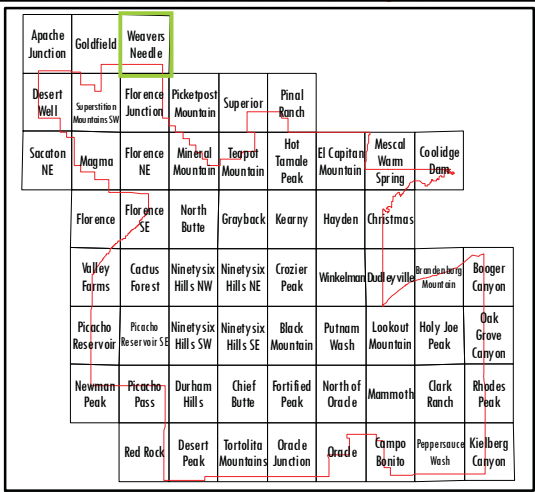 Apache
Junction
Goldfield
Weavers
Needle
Desert
Well
Superstition
Mountains SW
Florence
Junction
Picketpost
Mountain
Superior
Pinal
Ranch
Sacaton
NE
Magma
Florence
NE
Mineral
Mountain
Teapot
Mountain
Hot
Tamale
Peak
El Capitan
Mountain
Mescal
Wam
Spring
Coolidge
Dam
Florence
Florence
SE
North
Butte
Grayback
Kearny
Hayden
Christmas
Valley
Farms
Cactus
Forest
Ninetysix
Hills NW
Ninetysix
Hills NE
Crozier
Peak
Winkelman
Dudleyville
Brandenburg
Mountain
Booger
Canyon
Picacho
Reservoir
Picacho
Reservoir SE
Ninetysix
Hills SW
Ninetysix
Hills SE
Black
Mountain
Putnam
Wash
Lookout
Mountain
Holy Joe
Peak
Oak
Grove
Canyon
Newman
Peak
Picacho
Pass
Durham
Hills
Chief
Butte
Fortified
Peak
North of
Oracle
Mammoth
Clark
Ranch
Rhodes
Peak
Red Rock
Desert
Peak
Tortolita
Mountains
Oracle
Junction
Oracle
Campo
Bonito
Peppersauce
Wash
Kielberg
Canyon